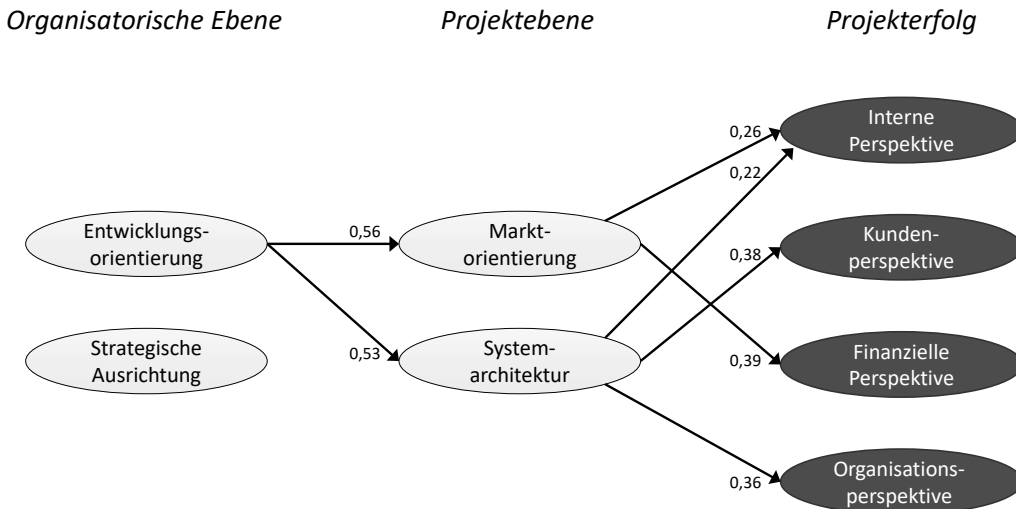 Organisatorische Ebene
Projektebene
Projekterfolg
Entwicklungs-
orientierung
Strategische
Ausrichtung
0,56
0,53
Markt-
orientierung
System-
architektur
0,26
0,22
0,38
0,39
0,36
Interne
Perspektive
Kunden-
perspektive
Finanzielle
Perspektive
Organisations-
perspektive